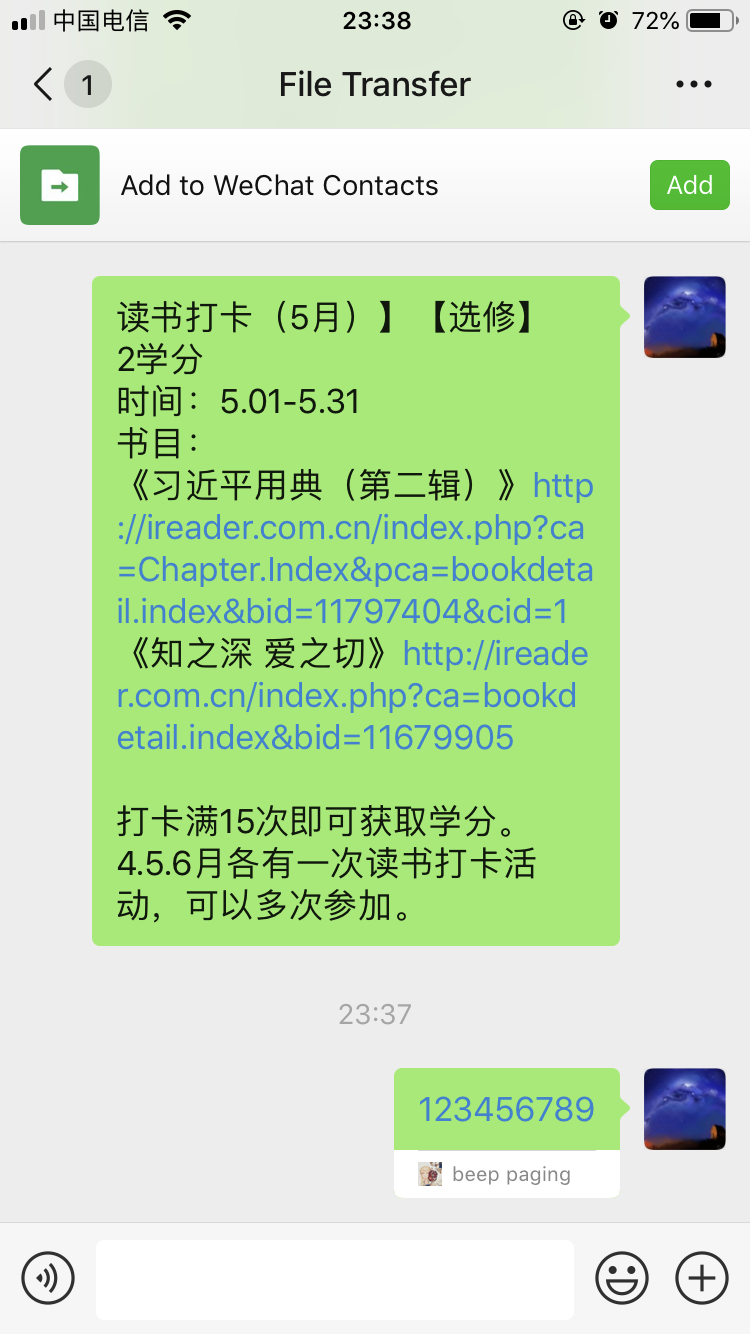 中国电信
23:38
72%
1
File Transfer
Add to WeChat Contacts
Add
读书打卡（5月）】【选修】
2学分
时间：5.01-5.31
书目：
《习近平用典（第二辑）》http
://ireader.com.cn/index.php?ca
=Chapter.Index&pca=bookdeta
il.index&bid=11797404&cid=1
《知之深 爱之切》http://ireade
r.com.cn/index.php?ca=bookd
etail.index&bid=11679905
打卡满15次即可获取学分。
4.5.6月各有一次读书打卡活
动，可以多次参加。
23:37
123456789
beep paging